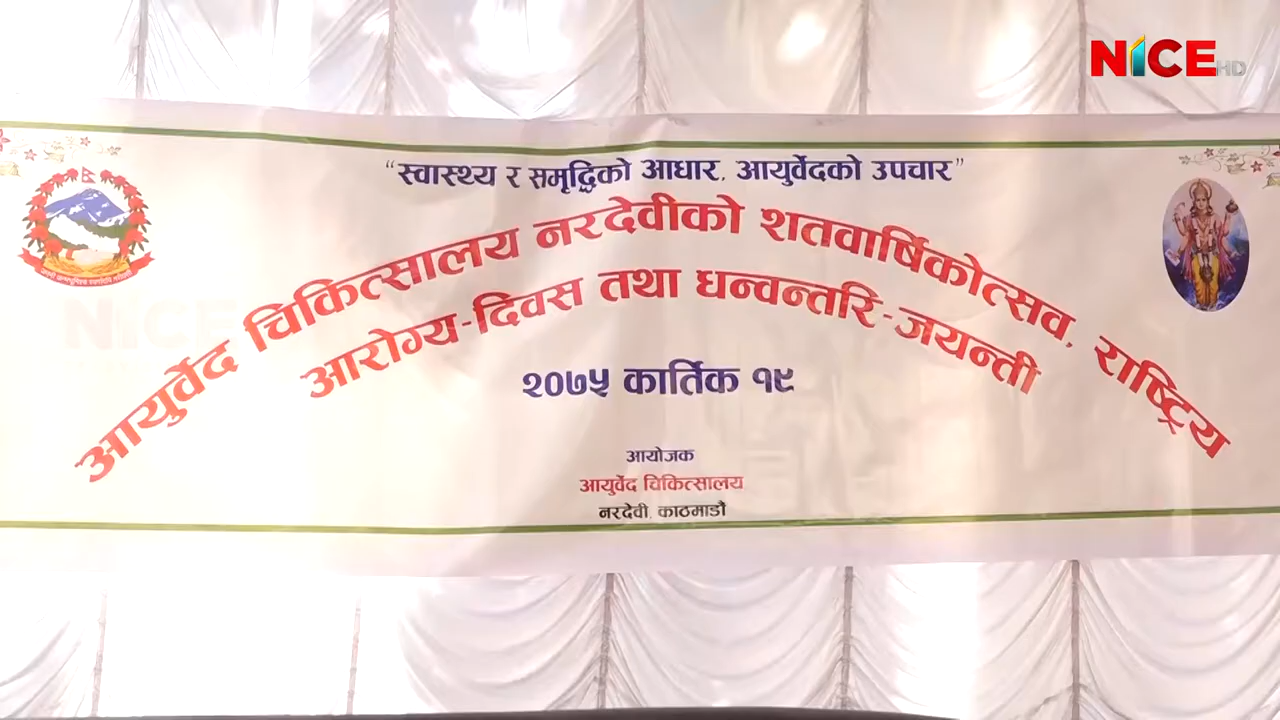 NICE HD
“स्वास्थ्य र समृद्धिको आधार, आयुर्वेदको उपचार”
आयुर्वेद चिकित्सालय नरदेवीको शतवार्षिकोत्सव, राष्ट्रिय
आरोग्य-दिवस तथा धन्वन्तरि-जयन्ती
२०७५ कार्तिक १९
आयोजक
आयुर्वेद चिकित्सालय
नरदेवी, काठमाडौं